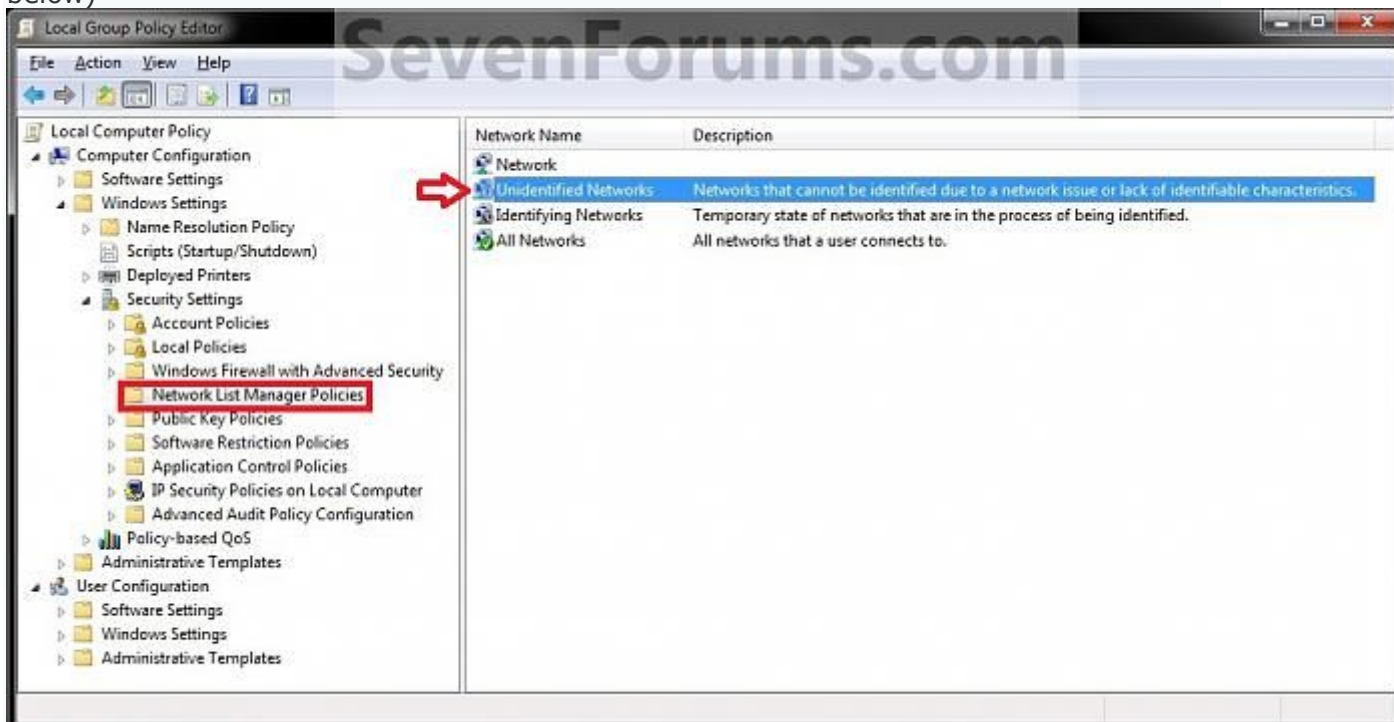 below)
Local Group Policy Editor
SevenForums.com
File Action View Help
Local Computer Policy
Computer Configuration
Software Settings
Windows Settings
Name Resolution Policy
Scripts (Startup/Shutdown)
Deployed Printers
Security Settings
Account Policies
Local Policies
Windows Firewall with Advanced Security
Network List Manager Policies
Public Key Policies
Software Restriction Policies
Application Control Policies
IP Security Policies on Local Computer
Advanced Audit Policy Configuration
Policy-based QoS
Administrative Templates
User Configuration
Software Settings
Windows Settings
Administrative Templates
Network Name Description
Network
Unidentified Networks Networks that cannot be identified due to a network issue or lack of identifiable characteristics.
Identifying Networks Temporary state of networks that are in the process of being identified.
All Networks All networks that a user connects to.